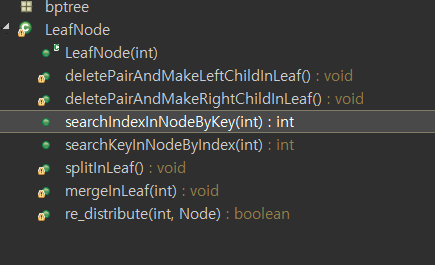 bptree
LeafNode
LeafNode(int)
deletePairAndMakeLeftChildInLeaf() : void
deletePairAndMakeRightChildInLeaf() : void
searchIndexInNodeByKey(int) : int
searchKeyInNodeByIndex(int) : int
splitInLeaf() : void
mergeInLeaf(int) : void
re_distribute(int, Node) : boolean